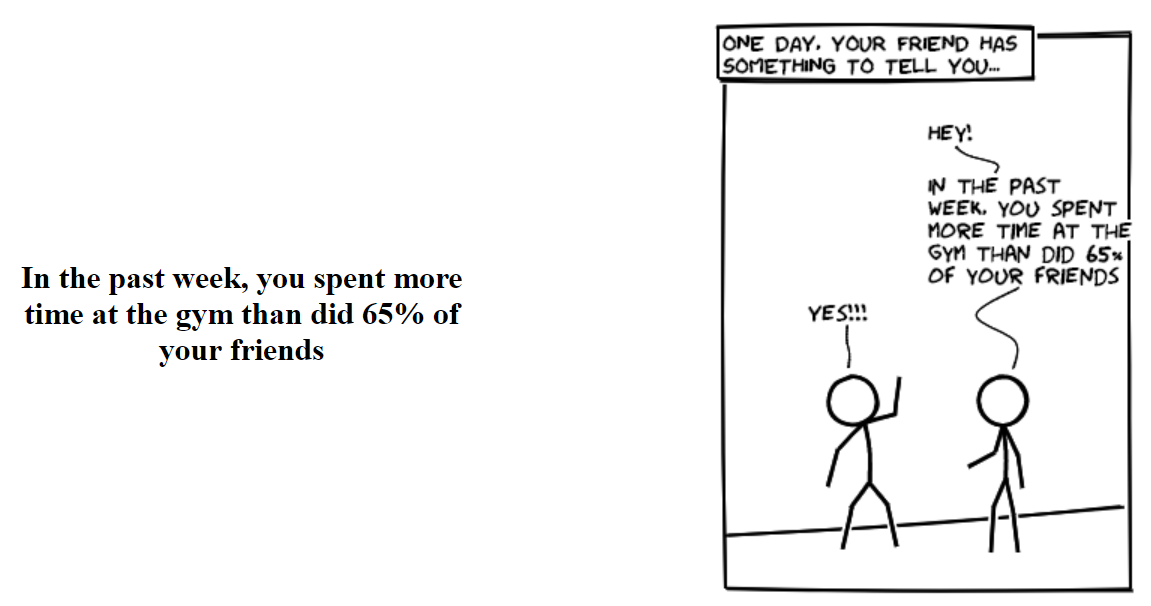 In the past week, you spent more
time at the gym than did 65% of
your friends
ONE DAY, YOUR FRIEND HAS
SOMETHING TO TELL YOU...
HEY!
IN THE PAST
WEEK, YOU SPENT
MORE TIME AT THE
GYM THAN DID 65%
OF YOUR FRIENDS
YES!!!